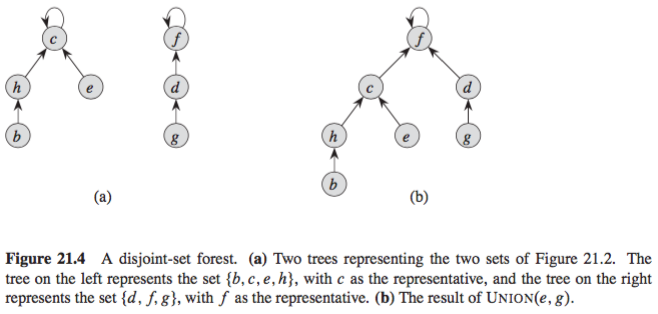 c
f
f
h
e
d
c
d
b
g
h
e
g
b
(a)
(b)
Figure 21.4 A disjoint-set forest. (a) Two trees representing the two sets of Figure 21.2. The
tree on the left represents the set {b, c, e, h}, with c as the representative, and the tree on the right
represents the set {d, f, g}, with f as the representative. (b) The result of UNION(e, g).